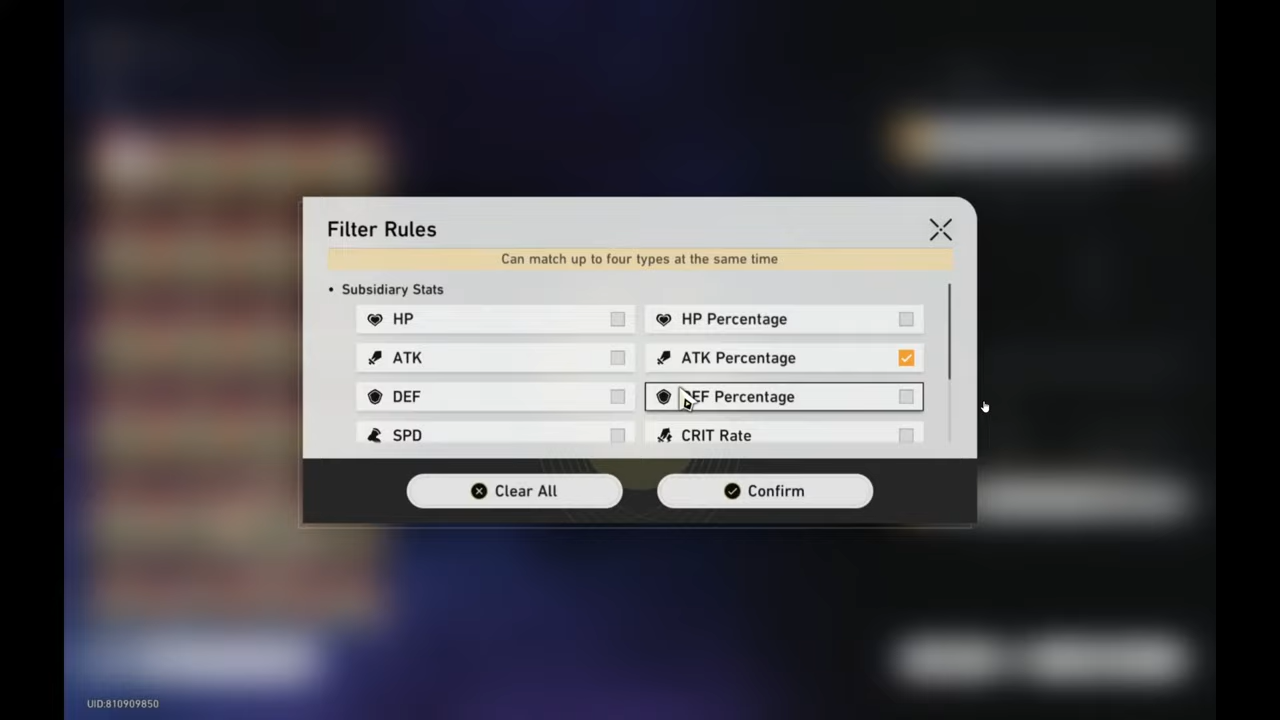 Filter Rules
Can match up to four types at the same time
• Subsidiary Stats
HP
HP Percentage
ATK
ATK Percentage
DEF
DEF Percentage
SPD
CRIT Rate
Clear All
Confirm
UID:810909850